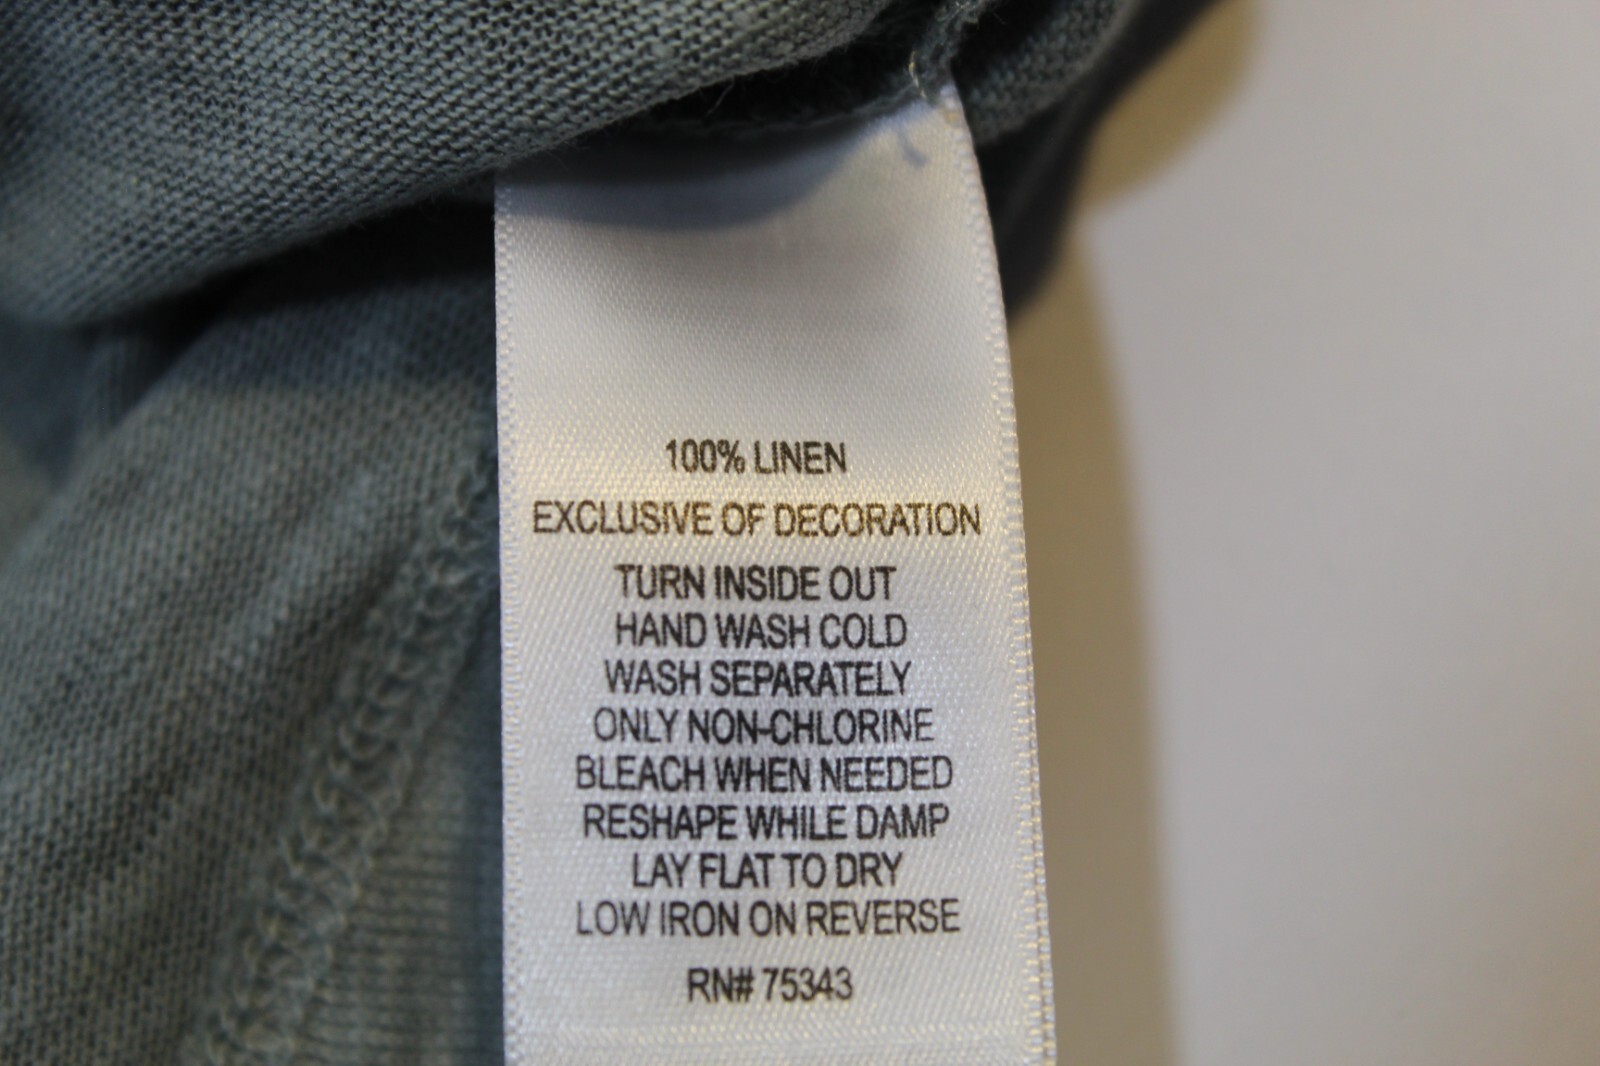 100% LINEN
EXCLUSIVE OF DECORATION
TURN INSIDE OUT
HAND WASH COLD
WASH SEPARATELY
ONLY NON-CHLORINE
BLEACH WHEN NEEDED
RESHAPE WHILE DAMP
LAY FLAT TO DRY
LOW IRON ON REVERSE
RN# 75343